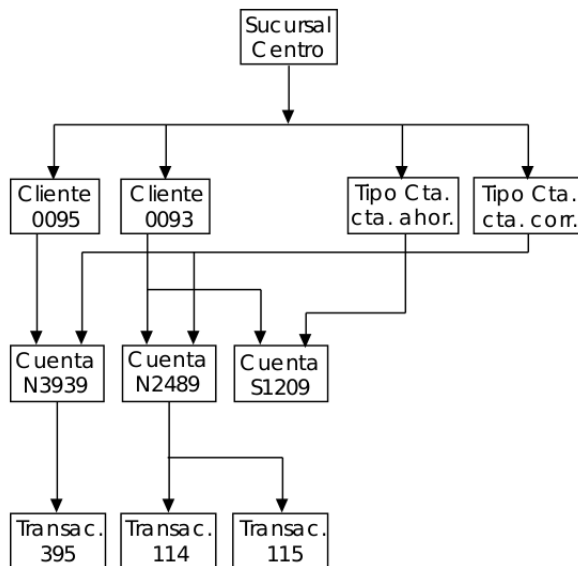 Sucursal
Centro
Cliente
0095
Cliente
0093
Tipo Cta.
cta. ahor.
Tipo Cta.
cta. corr.
Cuenta
N3939
Cuenta
N2489
Cuenta
S1209
Transac.
395
Transac.
114
Transac.
115